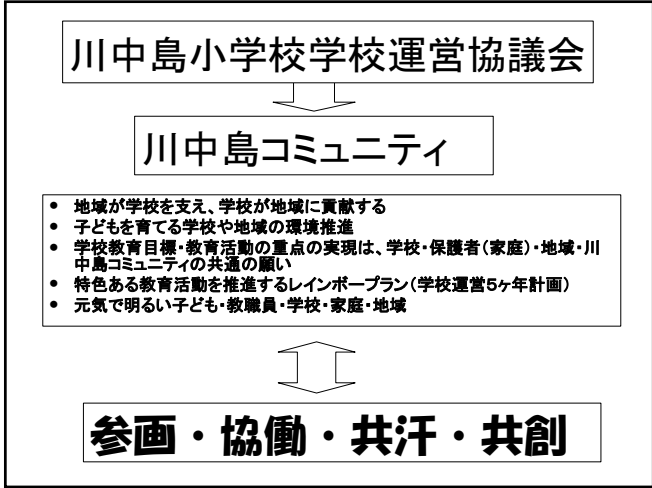 川中島小学校学校運営協議会
川中島コミュニティ
• 地域が学校を支え、学校が地域に貢献する
• 子どもを育てる学校や地域の環境推進
• 学校教育目標・教育活動の重点の実現は、学校・保護者(家庭)・地域・川
中島コミュニティの共通の願い
• 特色ある教育活動を推進するレインボープラン(学校運営5ヶ年計画)
• 元気で明るい子ども・教職員・学校・家庭・地域
参画・協働・共汗・共創